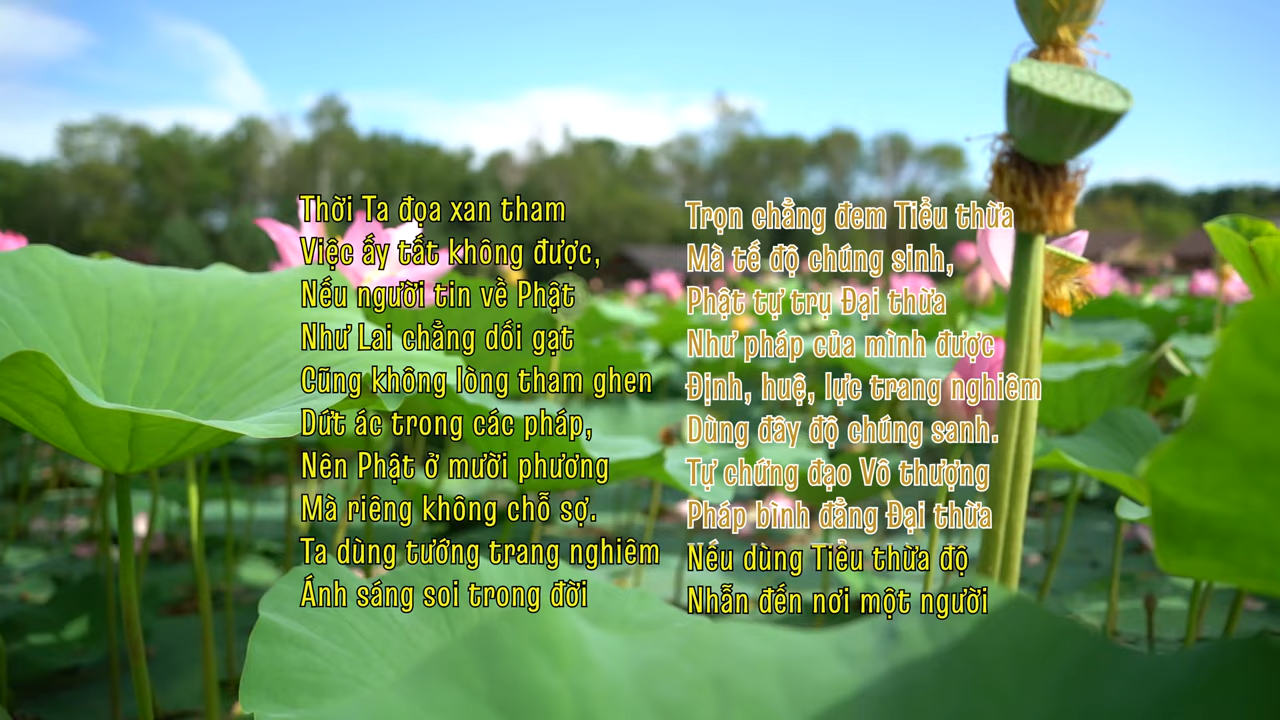 Thời Ta đọa xan tham
Việc ấy tất không được,
Nếu người tin về Phật
Như Lai chẳng dối gạt
Cũng không lòng tham ghen
Dứt ác trong các pháp,
Nên Phật ở mười phương
Mà riêng không chỗ sợ.
Ta dùng tướng trang nghiêm
Ánh sáng soi trong đời
Trọn chẳng đem Tiểu thừa
Mà tế độ chúng sinh,
Phật tự trụ Đại thừa
Như pháp của mình được
Định, huệ, lực trang nghiêm
Dùng đây độ chúng sanh.
Tự chứng đạo Vô thượng
Pháp bình đẳng Đại thừa
Nếu dùng Tiểu thừa độ
Nhẫn đến nơi một người